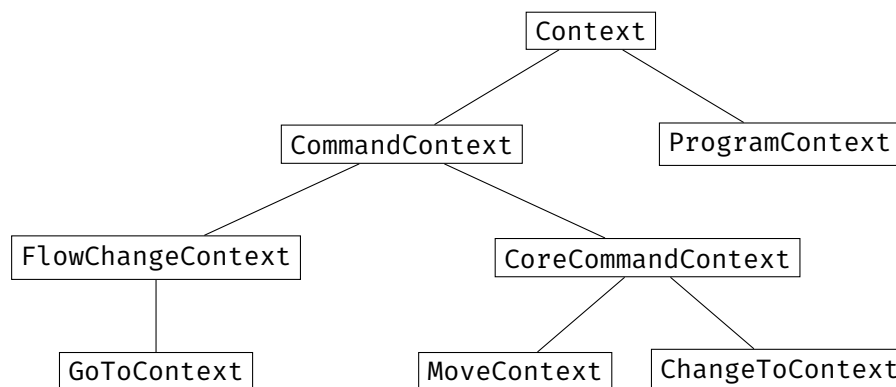 Context
CommandContext
ProgramContext
FlowChangeContext
CoreCommandContext
GoToContext
MoveContext
ChangeToContext